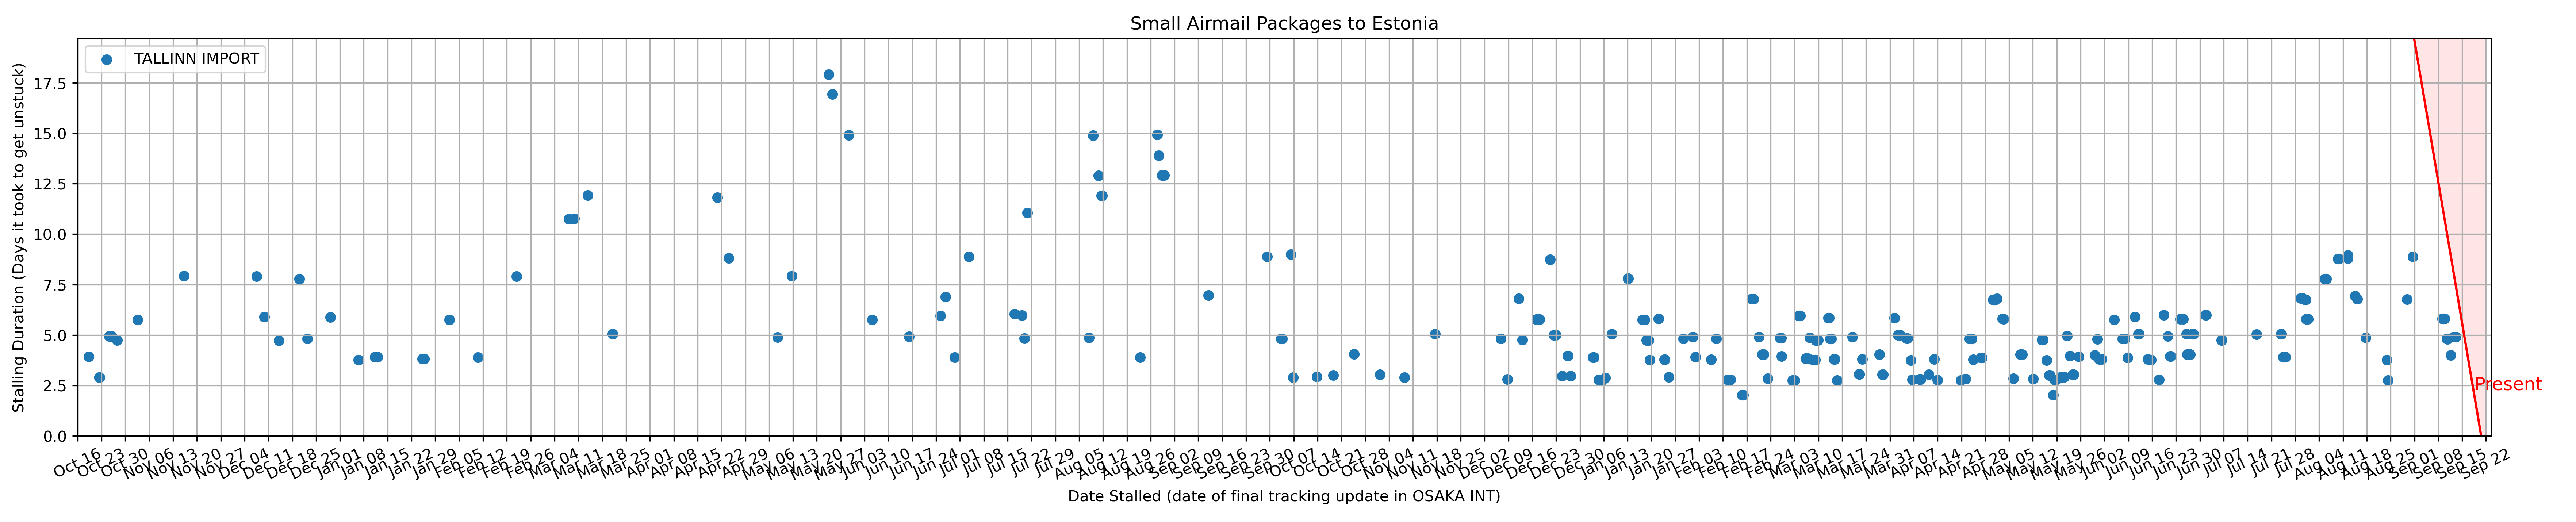 Small Airmail Packages to Estonia
TALLINN IMPORT
Stalling Duration (Days it took to get unstuck)
17.5
15.0
12.5
10.0
7.5
5.0
2.5
0.0
Present
Oct 16
Oct 23
Oct 30
Nov 06
Nov 13
Nov 20
Nov 27
Dec 04
Dec 11
Dec 18
Dec 25
Jan 01
Jan 08
Jan 15
Jan 22
Jan 29
Feb 05
Feb 12
Feb 19
Feb 26
Mar 04
Mar 11
Mar 18
Mar 25
Apr 01
Apr 08
Apr 15
Apr 22
Apr 29
May 06
May 13
May 20
May 27
Jun 03
Jun 10
Jun 17
Jun 24
Jul 01
Jul 08
Jul 15
Jul 22
Jul 29
Aug 05
Aug 12
Aug 19
Aug 26
Sep 02
Sep 09
Sep 16
Sep 23
Sep 30
Oct 07
Oct 14
Oct 21
Oct 28
Nov 04
Nov 11
Nov 18
Nov 25
Dec 02
Dec 09
Dec 16
Dec 23
Dec 30
Jan 06
Jan 13
Jan 20
Jan 27
Feb 03
Feb 10
Feb 17
Feb 24
Mar 03
Mar 10
Mar 17
Mar 24
Mar 31
Apr 07
Apr 14
Apr 21
Apr 28
May 05
May 12
May 19
May 26
Jun 02
Jun 09
Jun 16
Jun 23
Jun 30
Jul 07
Jul 14
Jul 21
Jul 28
Aug 04
Aug 11
Aug 18
Aug 25
Sep 01
Sep 08
Sep 15
Sep 22
Date Stalled (date of final tracking update in OSAKA INT)